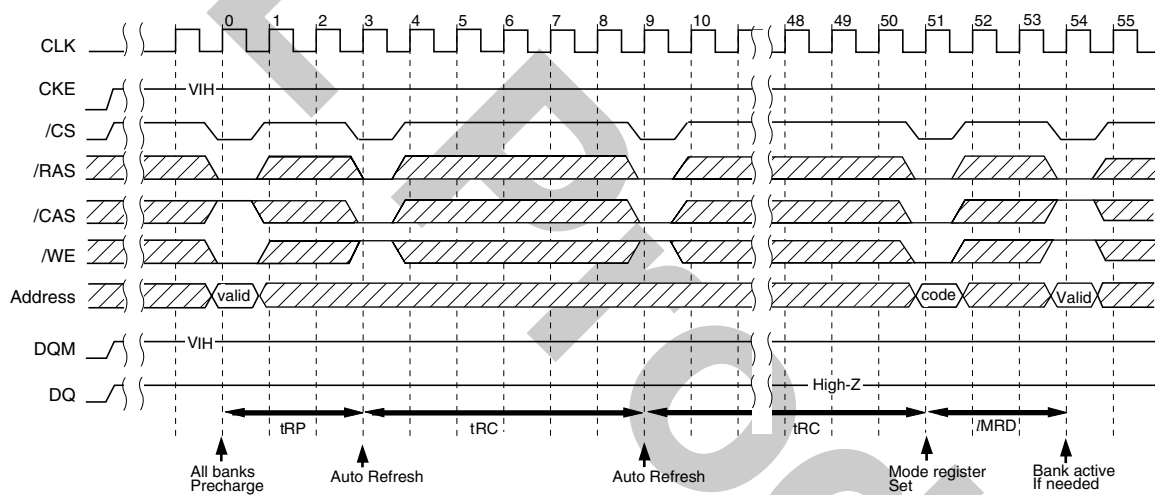 0 1 2 3 4 5 6 7 8 9 10 48 49 50 51 52 53 54 55
CLK
CKE
VIH
/CS
/RAS
/CAS
/WE
Address
valid
code
Valid
DQM
VIH
DQ
High-Z
tRP
tRC
tRC
lMRD
All banks
Precharge
Auto Refresh
Auto Refresh
Mode register
Set
Bank active
If needed